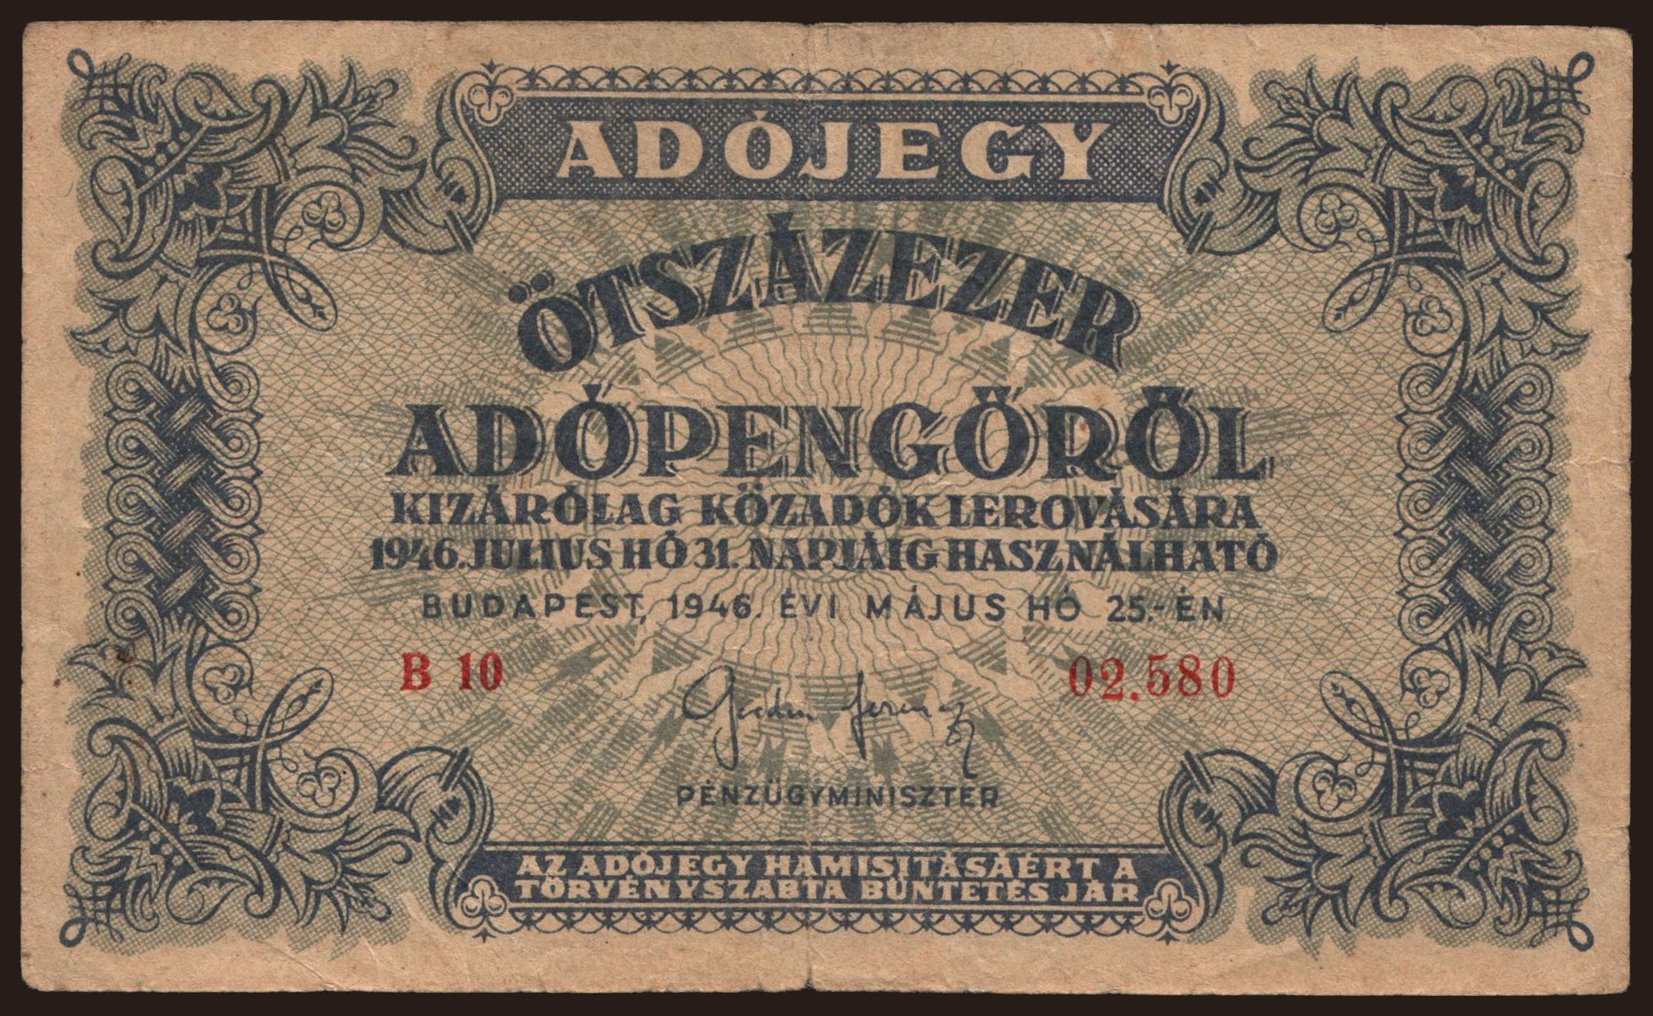 ADÓJEGY
ÖTSZÁZEZER
ADÓPENGŐRŐL
KIZÁRÓLAG KÖZADÓK LEROVÁSÁRA
1946. JULIUS HÓ 31. NAPJÁIG HASZNÁLHATÓ
BUDAPEST, 1946. ÉVI MÁJUS HÓ 25.-ÉN
B 10 02.580
PÉNZÜGYMINISZTER
AZ ADÓJEGY HAMISITÁSÁÉRT A
TÖRVÉNYSZABTA BÜNTETÉS JÁR